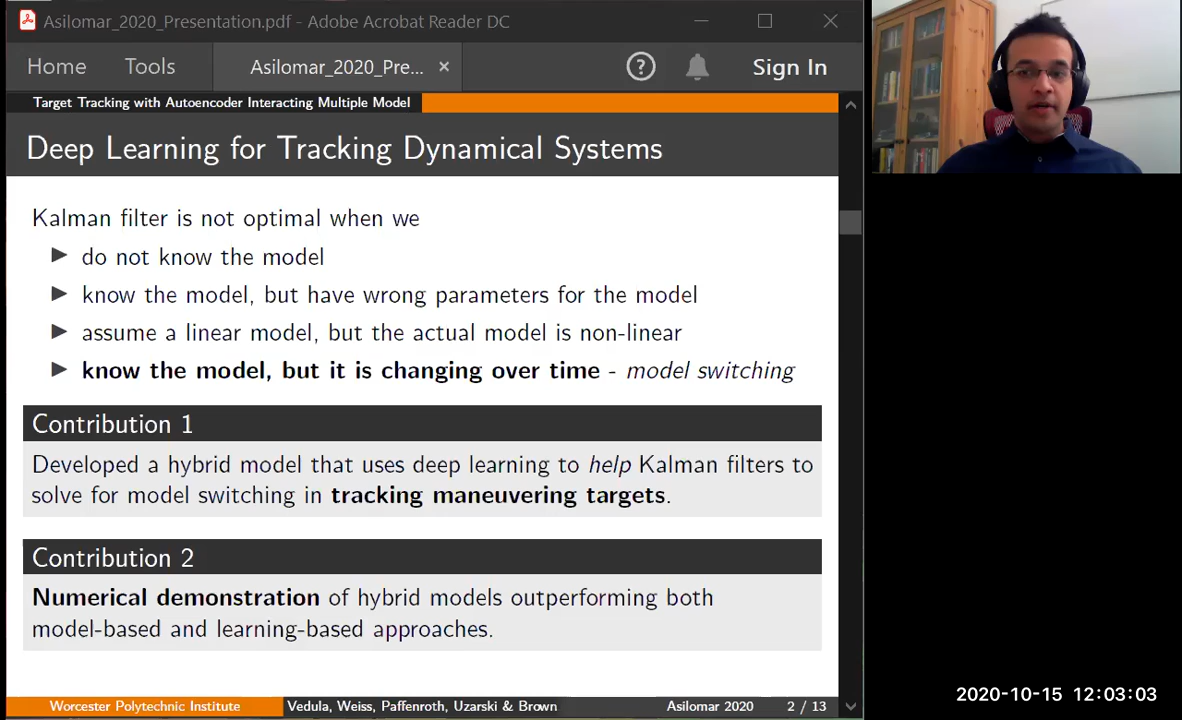 Asilomar_2020_Presentation.pdf - Adobe Acrobat Reader DC
Home Tools Asilomar_2020_Pre... × ? Sign In
Target Tracking with Autoencoder Interacting Multiple Model
Deep Learning for Tracking Dynamical Systems
Kalman filter is not optimal when we
▶ do not know the model
▶ know the model, but have wrong parameters for the model
▶ assume a linear model, but the actual model is non-linear
▶ know the model, but it is changing over time - model switching
Contribution 1
Developed a hybrid model that uses deep learning to help Kalman filters to
solve for model switching in tracking maneuvering targets.
Contribution 2
Numerical demonstration of hybrid models outperforming both
model-based and learning-based approaches.
Worcester Polytechnic Institute Vedula, Weiss, Paffenroth, Uzarski & Brown Asilomar 2020 2 / 13
2020-10-15 12:03:03